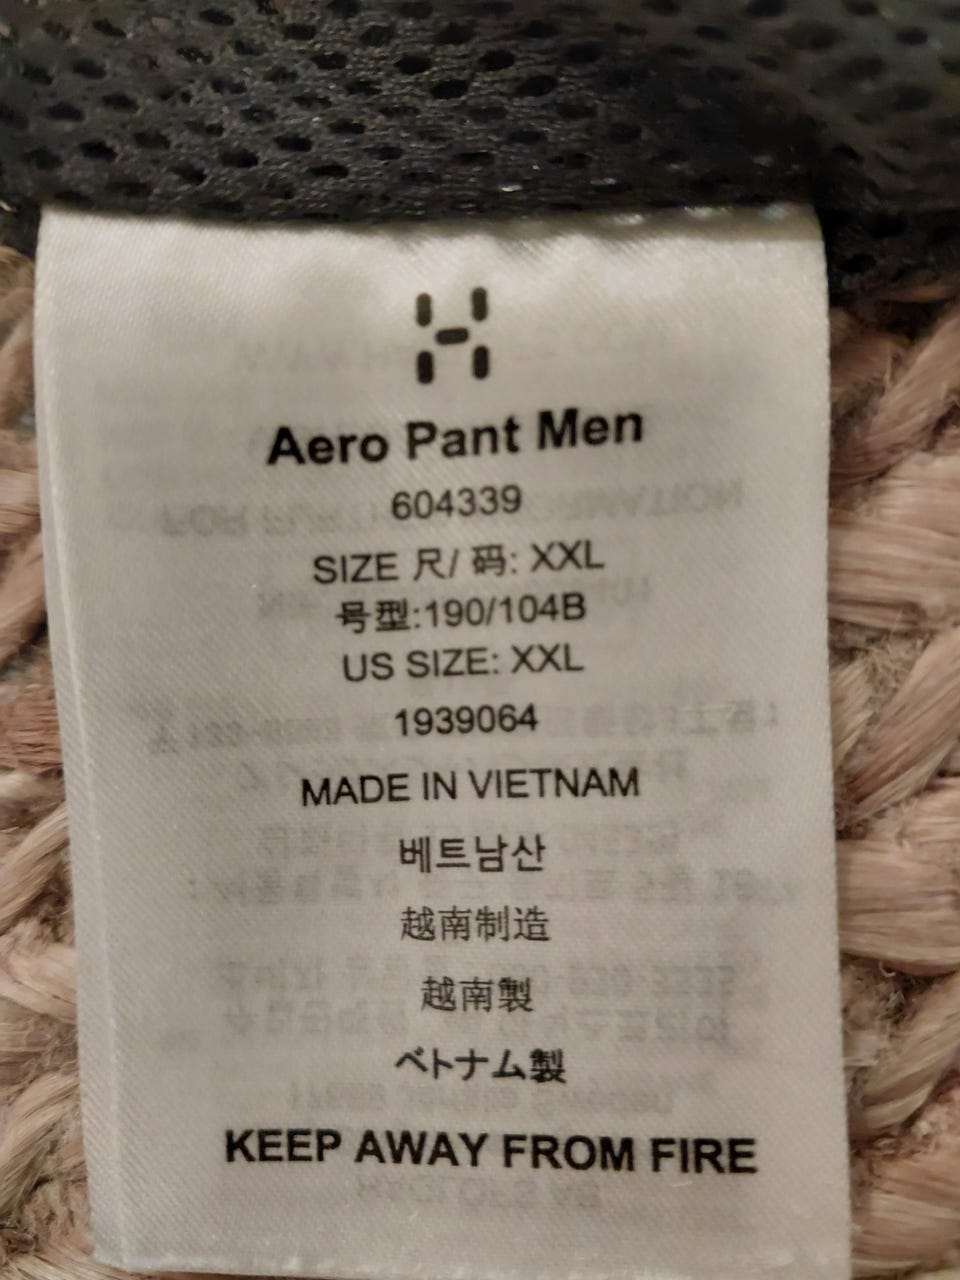 Aero Pant Men
604339
SIZE 尺/ 码: XXL
号型:190/104B
US SIZE: XXL
1939064
MADE IN VIETNAM
베트남산
越南制造
越南製
ベトナム製
KEEP AWAY FROM FIRE